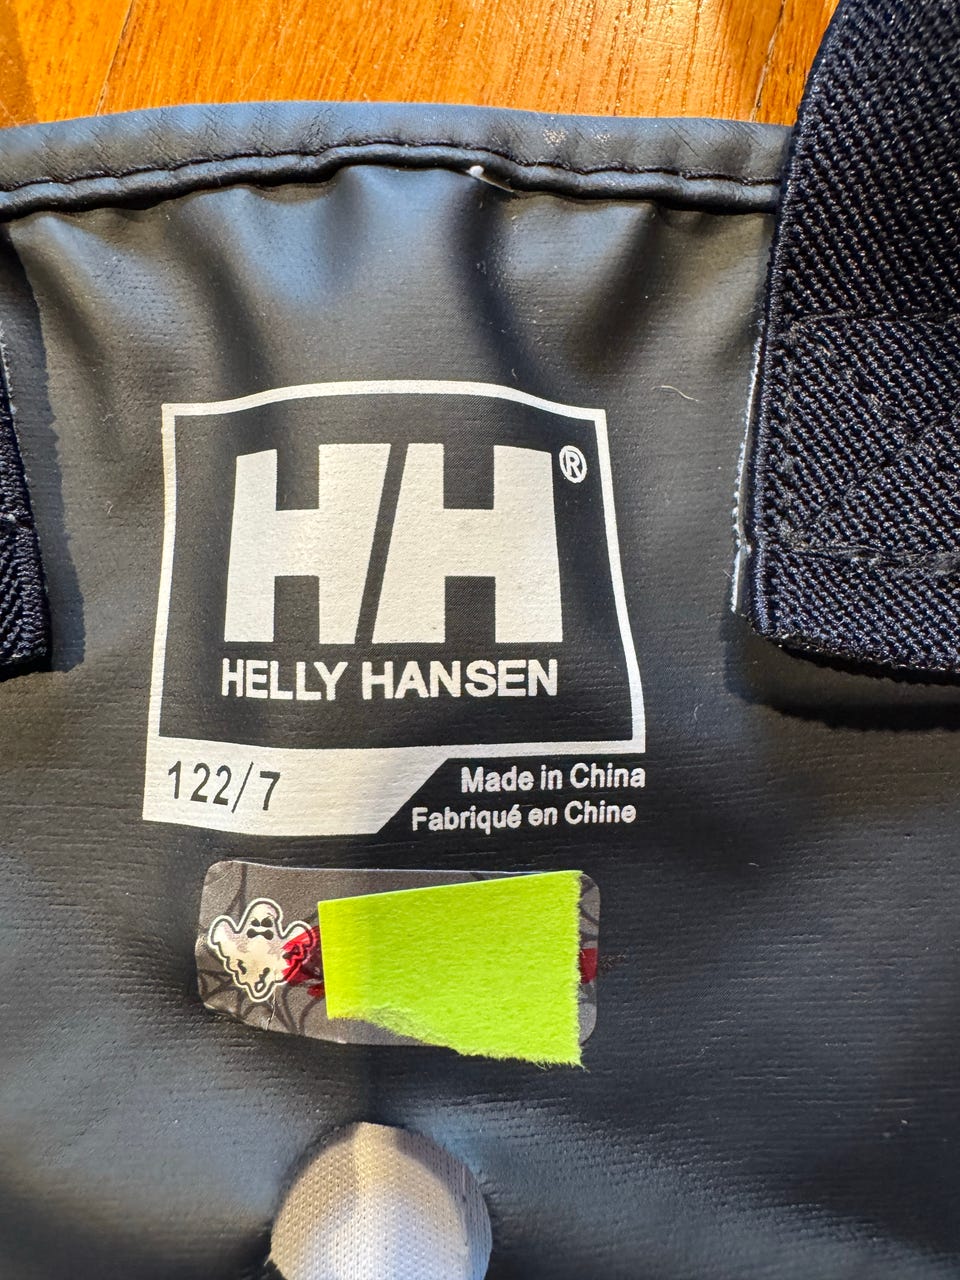 HH®
HELLY HANSEN
122/7
Made in China
Fabriqué en Chine